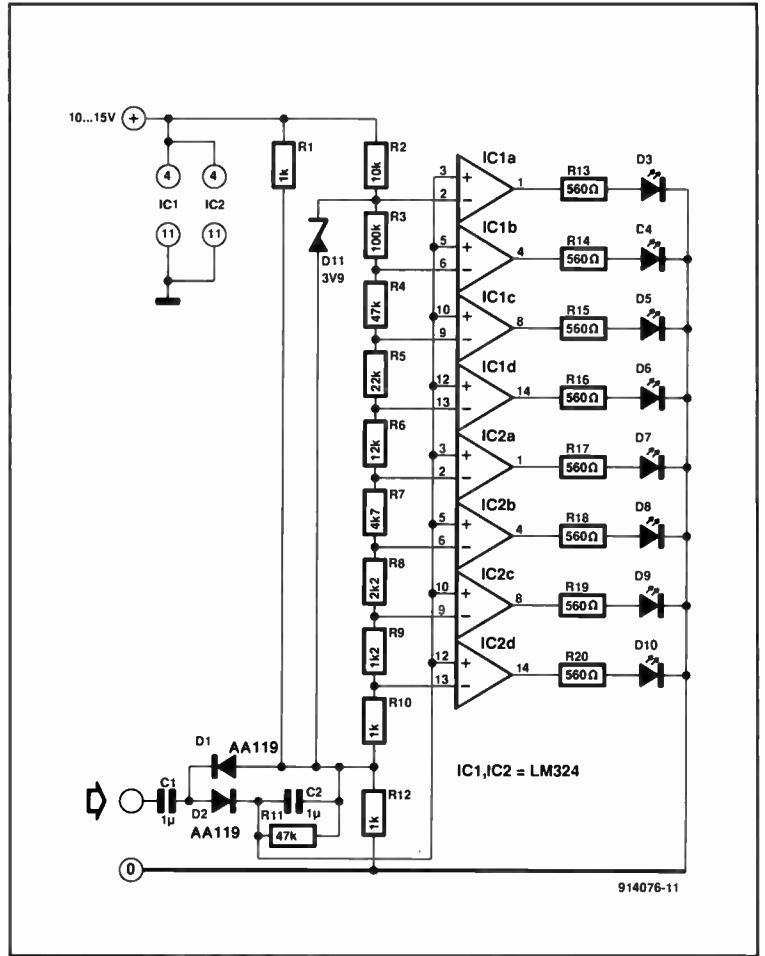 10...15V +
R1
1k
R2
10k
4
4
IC1
IC2
11
11
D11
3V9
R3
100k
R4
47k
R5
22k
R6
12k
R7
4k7
R8
2k2
R9
1k2
R10
1k
R12
1k
IC1a
3 +
2 −
1
R13
560Ω
D3
IC1b
5 +
6 −
4
R14
560Ω
C4
IC1c
10 +
9 −
8
R15
560Ω
D5
IC1d
12 +
13 −
14
R16
560Ω
D6
IC2a
3 +
2 −
1
R17
560Ω
D7
IC2b
5 +
6 −
4
R18
560Ω
D8
IC2c
10 +
9 −
8
R19
560Ω
D9
IC2d
12 +
13 −
14
R20
560Ω
D10
IC1,IC2 = LM324
D1
AA119
C1
1µ
D2
AA119
C2
1µ
R11
47k
0
914076-11